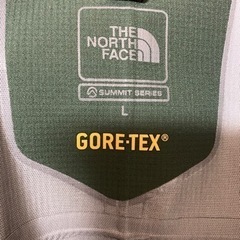 THE
NORTH
FACE
SUMMIT SERIES
L
GORE-TEX®